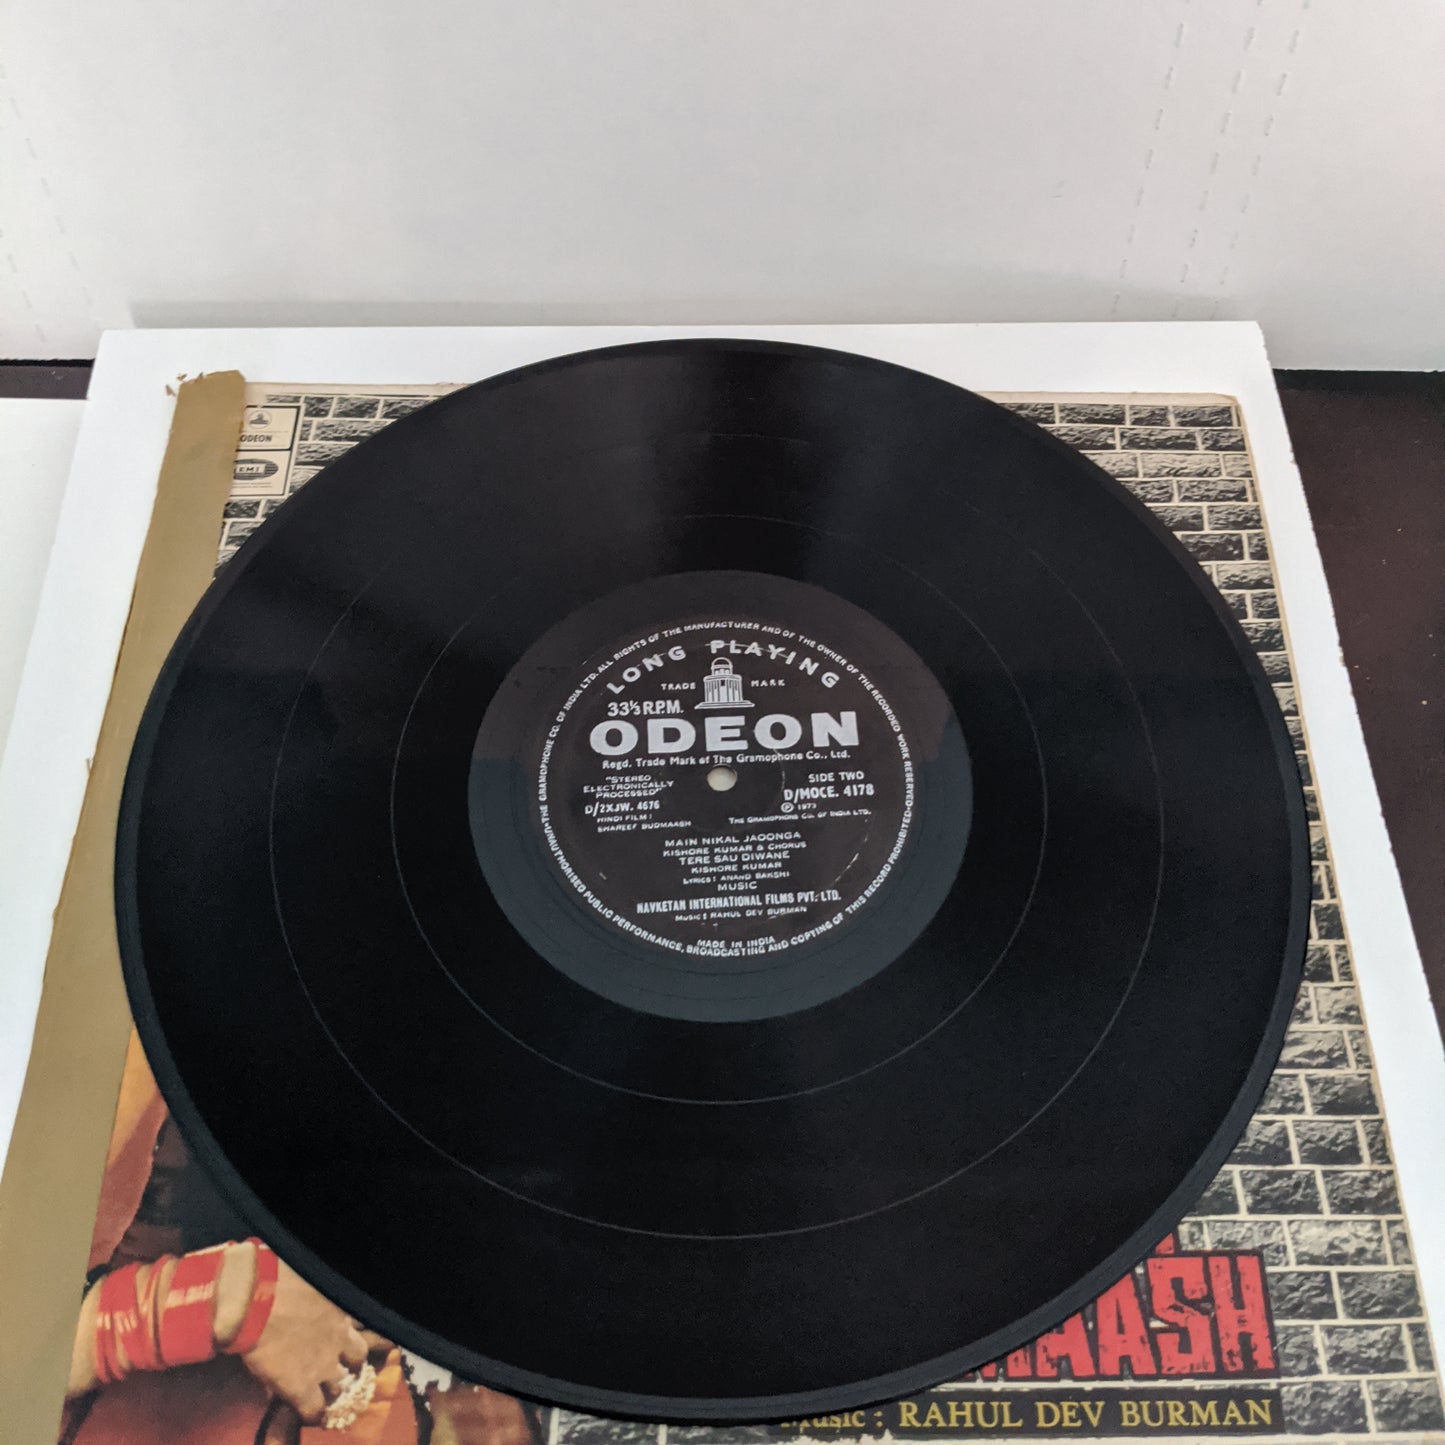 ODEON
EMI
UNAUTHORISED PUBLIC PERFORMANCE, BROADCASTING AND COPYING OF THIS RECORD PROHIBITED • THE GRAMOPHONE CO. OF INDIA LTD. ALL RIGHTS OF THE MANUFACTURER AND OF THE OWNER OF THE RECORDED WORK RESERVED
LONG PLAYING
TRADE MARK
33⅓ R.P.M.
ODEON
Regd. Trade Mark of The Gramophone Co., Ltd.
"STEREO
ELECTRONICALLY
PROCESSED"
SIDE TWO
D/2XJW. 4676
D/MOCE. 4178
HINDI FILM :
SHAREEF BUDMAASH
Ⓟ 1973
THE GRAMOPHONE CO. OF INDIA LTD.
MAIN NIKAL JAOONGA
KISHORE KUMAR & CHORUS
TERE SAU DIWANE
KISHORE KUMAR
LYRICS : ANAND BAKSHI
MUSIC
NAVKETAN INTERNATIONAL FILMS PVT: LTD.
MUSIC : RAHUL DEV BURMAN
MADE IN INDIA
MAASH
Music : RAHUL DEV BURMAN